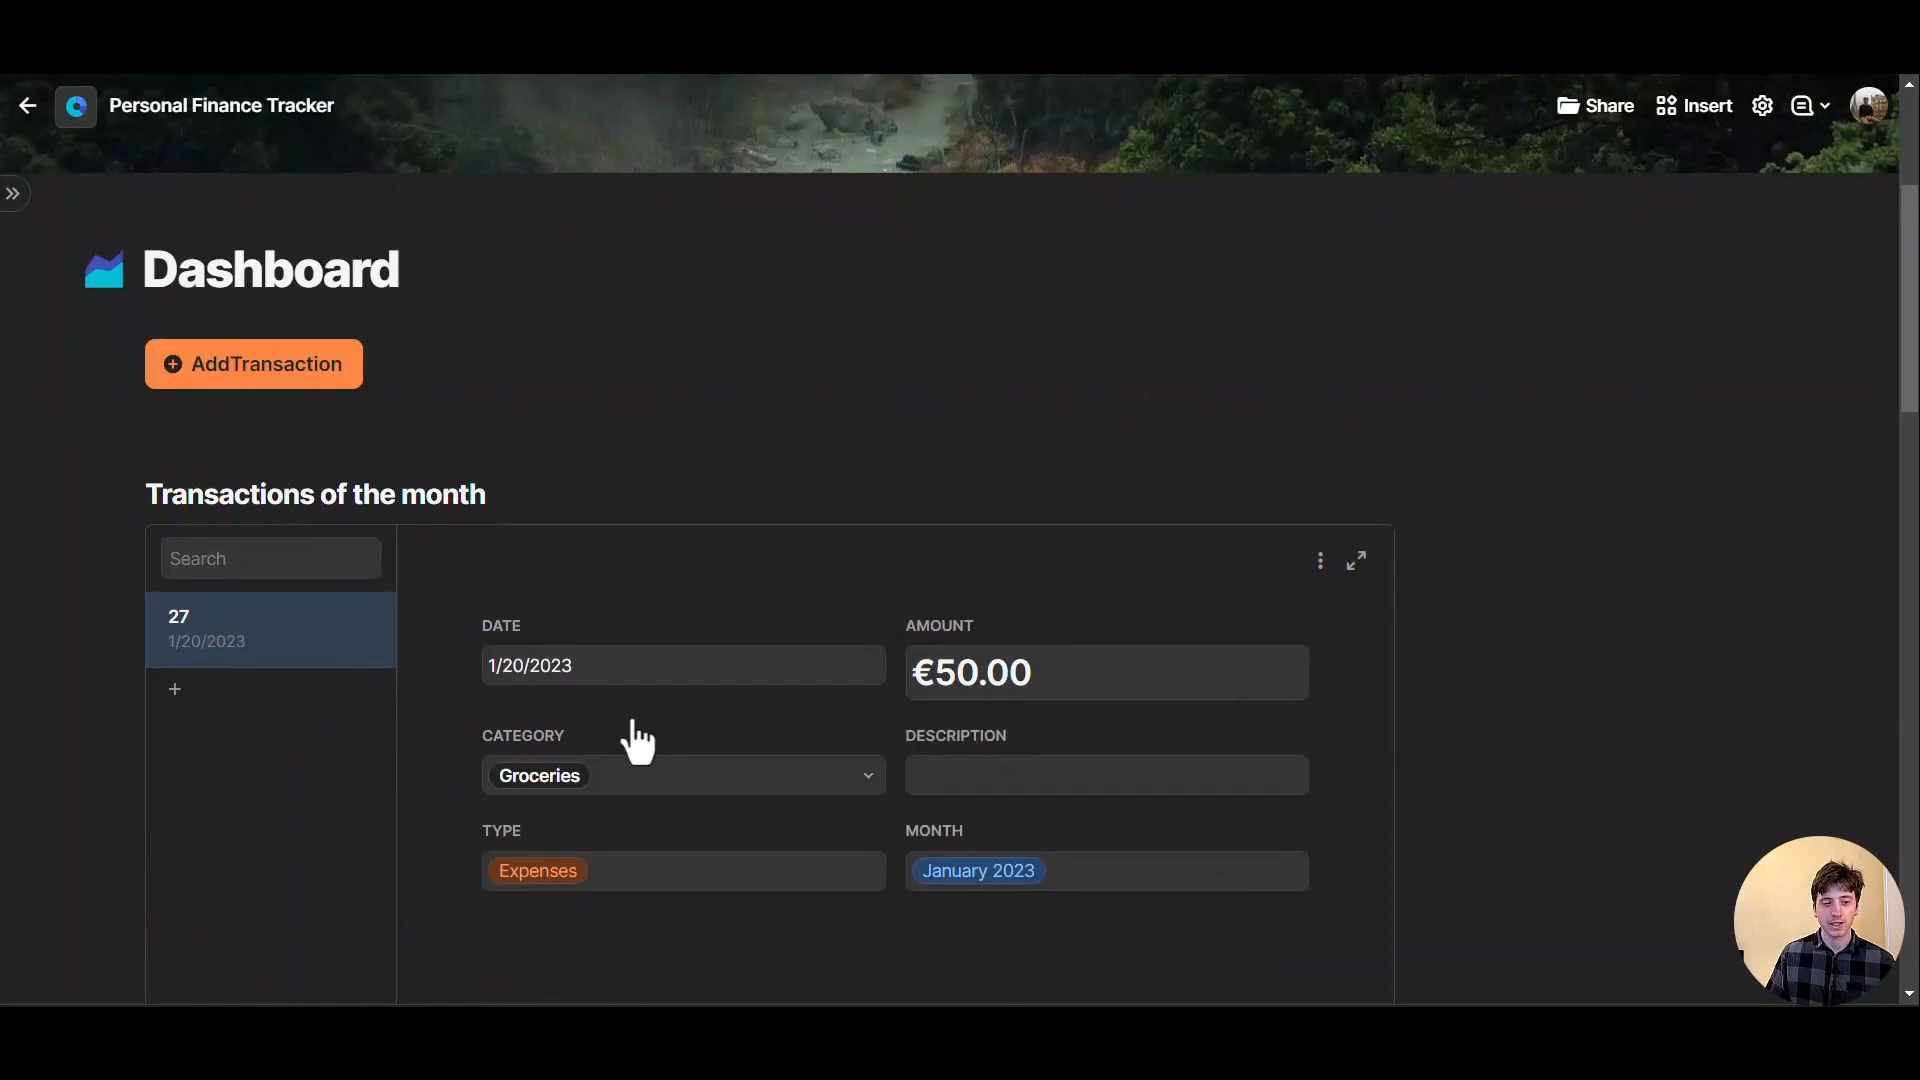 Personal Finance Tracker
Share
Insert
Dashboard
AddTransaction
Transactions of the month
Search
27
1/20/2023
DATE
1/20/2023
AMOUNT
€50.00
CATEGORY
Groceries
DESCRIPTION
TYPE
Expenses
MONTH
January 2023